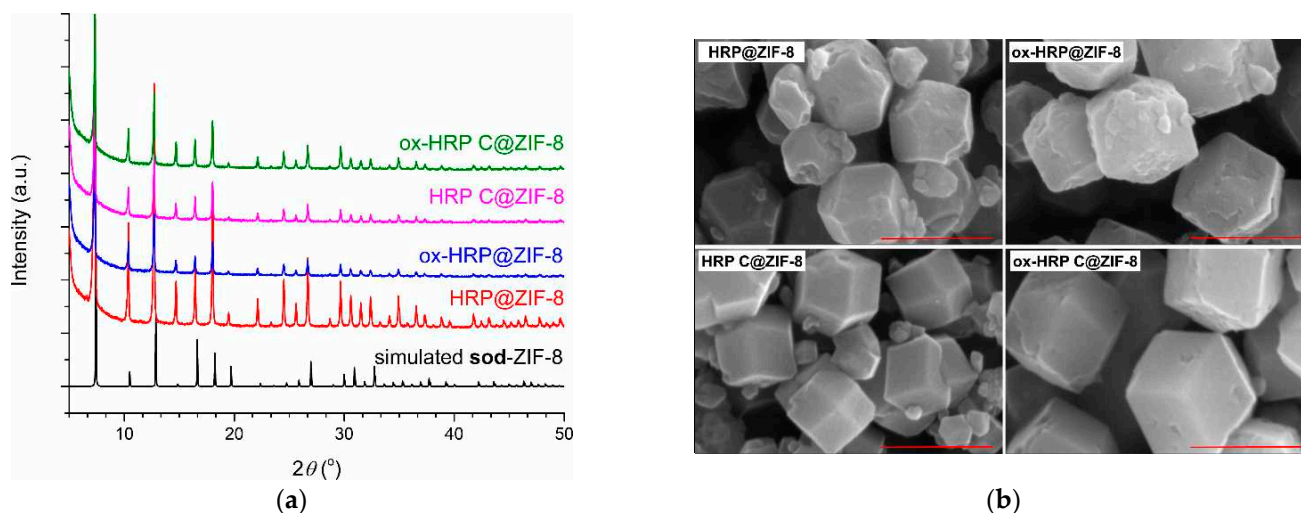 Intensity (a.u.)
ox-HRP C@ZIF-8
HRP C@ZIF-8
ox-HRP@ZIF-8
HRP@ZIF-8
simulated sod-ZIF-8
10
20
30
40
50
2θ (°)
(a)
HRP@ZIF-8
ox-HRP@ZIF-8
HRP C@ZIF-8
ox-HRP C@ZIF-8
(b)